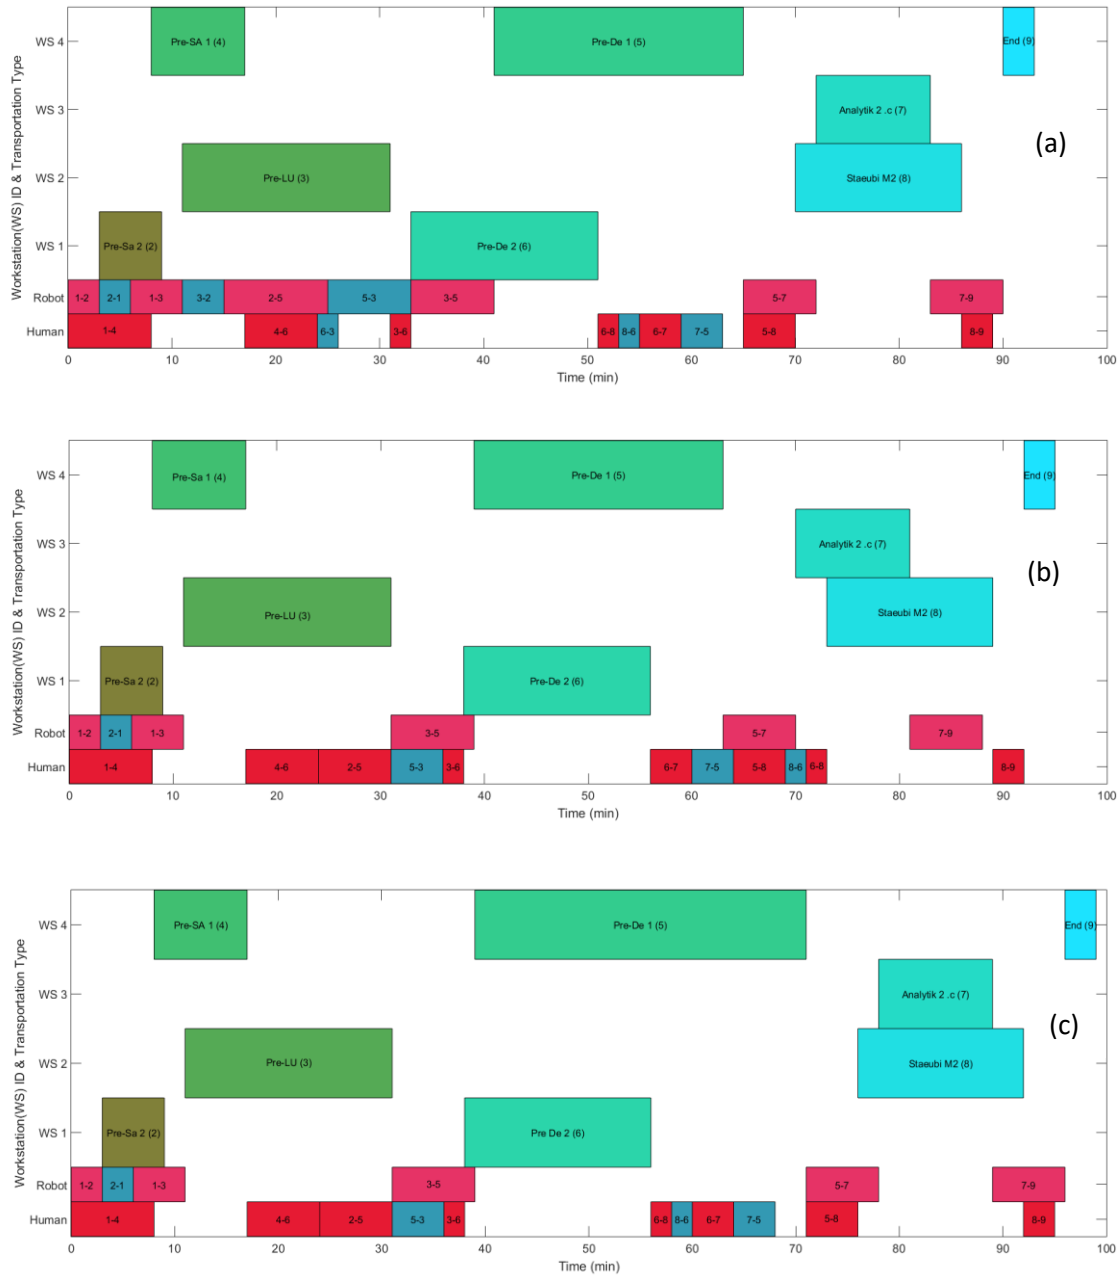 Workstation(WS) ID & Transportation Type
WS 4
Pre-SA 1 (4)
Pre-De 1 (5)
End (9)
WS 3
Analytik 2 .c (7)
(a)
WS 2
Pre-LU (3)
Staeubi M2 (8)
WS 1
Pre-Sa 2 (2)
Pre-De 2 (6)
Robot
1-2 2-1 1-3 3-2 2-5 5-3 3-5 5-7 7-9
Human
1-4 4-6 6-3 3-6 6-8 8-6 6-7 7-5 5-8 8-9
0 10 20 30 40 50 60 70 80 90 100
Time (min)
Workstation(WS) ID & Transportation Type
WS 4
Pre-Sa 1 (4)
Pre-De 1 (5)
End (9)
WS 3
Analytik 2 .c (7)
(b)
WS 2
Pre-LU (3)
Staeubi M2 (8)
WS 1
Pre-Sa 2 (2)
Pre-De 2 (6)
Robot
1-2 2-1 1-3 3-5 5-7 7-9
Human
1-4 4-6 2-5 5-3 3-6 6-7 7-5 5-8 8-6 6-8 8-9
0 10 20 30 40 50 60 70 80 90 100
Time (min)
Workstation(WS) ID & Transportation Type
WS 4
Pre-SA 1 (4)
Pre-De 1 (5)
End (9)
WS 3
Analytik 2 .c (7)
(c)
WS 2
Pre-LU (3)
Staeubi M2 (8)
WS 1
Pre-Sa 2 (2)
Pre De 2 (6)
Robot
1-2 2-1 1-3 3-5 5-7 7-9
Human
1-4 4-6 2-5 5-3 3-6 6-8 8-6 6-7 7-5 5-8 8-9
0 10 20 30 40 50 60 70 80 90 100
Time (min)